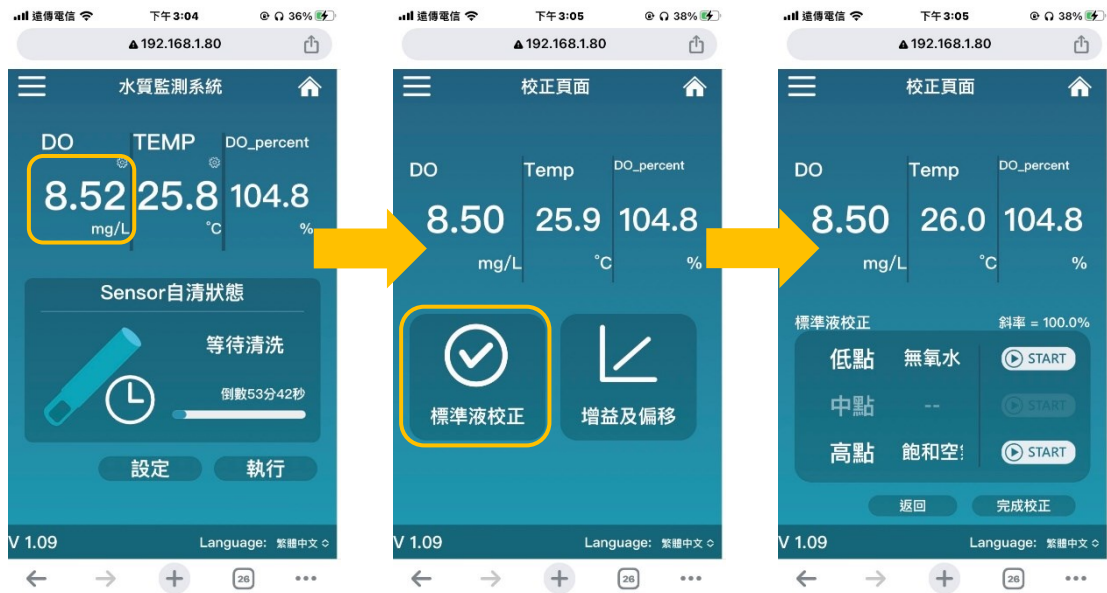 遠傳電信 下午3:04 36%
192.168.1.80
水質監測系統
DO TEMP DO_percent
8.52 25.8 104.8
mg/L °C %
Sensor自清狀態
等待清洗
倒數53分42秒
設定 執行
V 1.09 Language: 繁體中文
26
遠傳電信 下午3:05 38%
192.168.1.80
校正頁面
DO Temp DO_percent
8.50 25.9 104.8
mg/L °C %
標準液校正 增益及偏移
V 1.09 Language: 繁體中文
26
遠傳電信 下午3:05 38%
192.168.1.80
校正頁面
DO Temp DO_percent
8.50 26.0 104.8
mg/L °C %
標準液校正 斜率 = 100.0%
低點 無氧水 START
中點 -- START
高點 飽和空 START
返回 完成校正
V 1.09 Language: 繁體中文
26